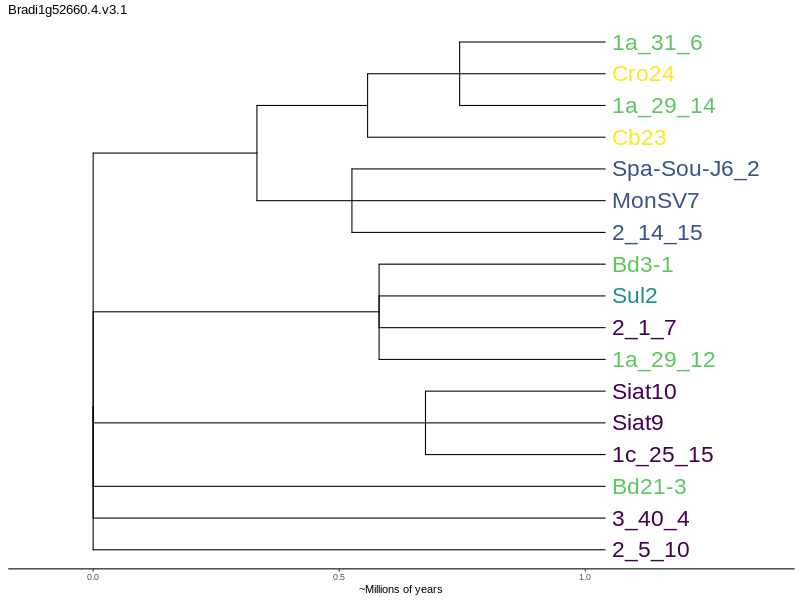 Bradi1g52660.4.v3.1
1a_31_6
Cro24
1a_29_14
Cb23
Spa-Sou-J6_2
MonSV7
2_14_15
Bd3-1
Sul2
2_1_7
1a_29_12
Siat10
Siat9
1c_25_15
Bd21-3
3_40_4
2_5_10
0.0 0.5 1.0
~Millions of years